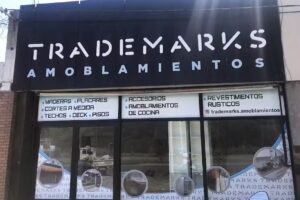 TRADEMARKS
AMOBLAMIENTOS
• MADERAS • PLACARES
• CORTES A MEDIDA
• TECHOS • DECK • PISOS
• ACCESORIOS
• AMOBLAMIENTOS
DE COCINA
• REVESTIMIENTOS
RUSTICOS
trademarks.amoblamientos